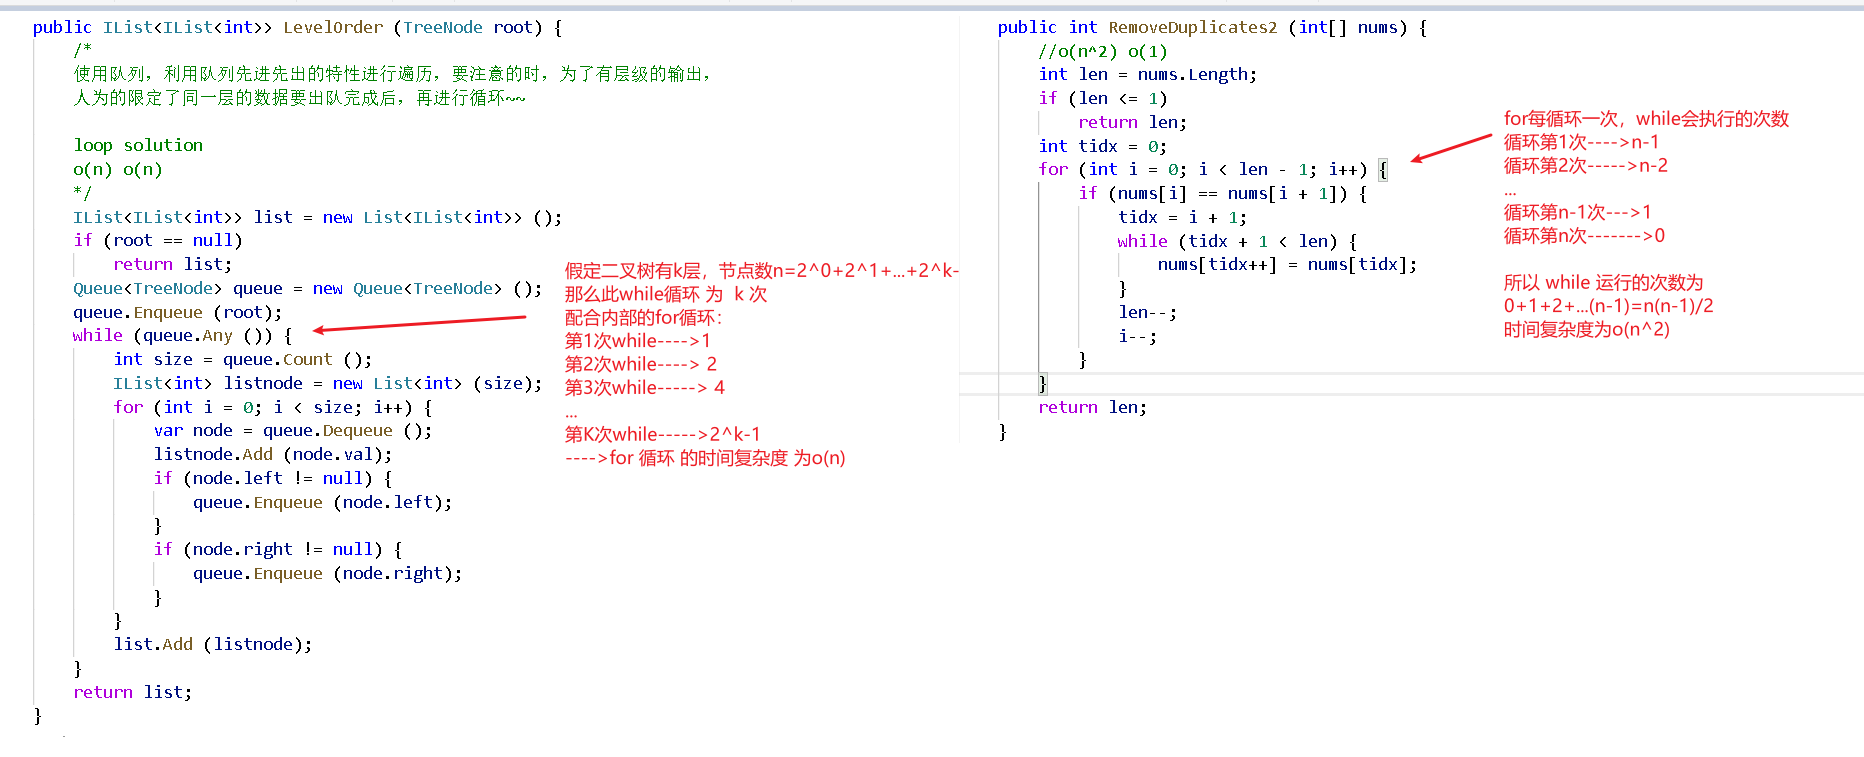 public IList<IList<int>> LevelOrder (TreeNode root) {
/*
使用队列，利用队列先进先出的特性进行遍历，要注意的时，为了有层级的输出，
人为的限定了同一层的数据要出队完成后，再进行循环~~
loop solution
o(n) o(n)
*/
IList<IList<int>> list = new List<IList<int>> ();
if (root == null)
return list;
Queue<TreeNode> queue = new Queue<TreeNode> ();
queue.Enqueue (root);
while (queue.Any ()) {
int size = queue.Count ();
IList<int> listnode = new List<int> (size);
for (int i = 0; i < size; i++) {
var node = queue.Dequeue ();
listnode.Add (node.val);
if (node.left != null) {
queue.Enqueue (node.left);
}
if (node.right != null) {
queue.Enqueue (node.right);
}
}
list.Add (listnode);
}
return list;
}
假定二叉树有k层，节点数n=2^0+2^1+...+2^k-
那么此while循环 为 k 次
配合内部的for循环：
第1次while---->1
第2次while----> 2
第3次while-----> 4
...
第K次while----->2^k-1
---->for 循环 的时间复杂度 为o(n)
public int RemoveDuplicates2 (int[] nums) {
//o(n^2) o(1)
int len = nums.Length;
if (len <= 1)
return len;
int tidx = 0;
for (int i = 0; i < len - 1; i++) {
if (nums[i] == nums[i + 1]) {
tidx = i + 1;
while (tidx + 1 < len) {
nums[tidx++] = nums[tidx];
}
len--;
i--;
}
}
return len;
}
for每循环一次，while会执行的次数
循环第1次---->n-1
循环第2次----->n-2
...
循环第n-1次--->1
循环第n次------->0
所以 while 运行的次数为
0+1+2+...(n-1)=n(n-1)/2
时间复杂度为o(n^2)